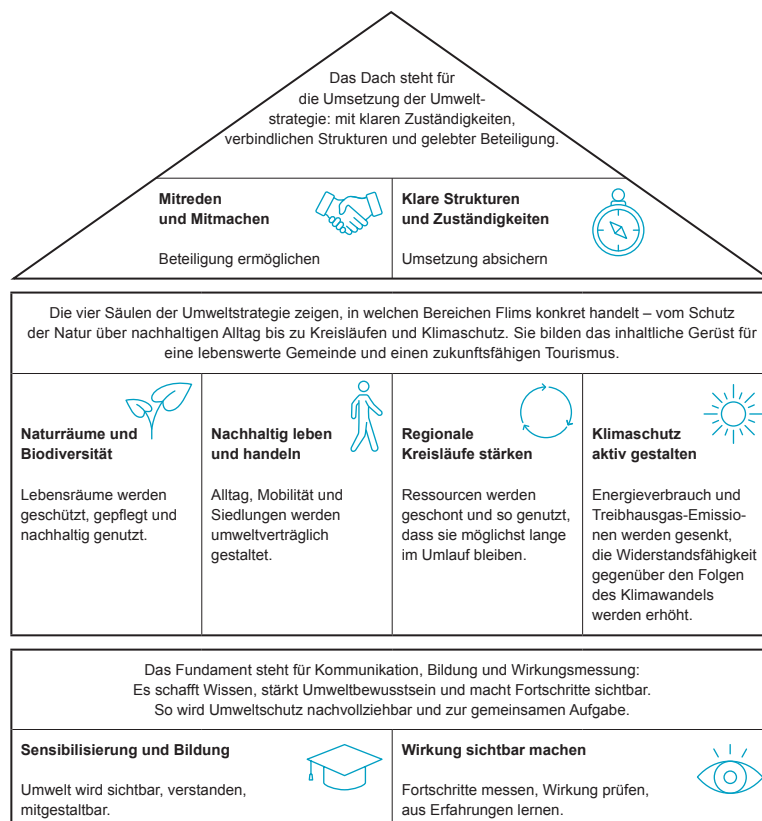 Das Dach steht für
die Umsetzung der Umwelt-
strategie: mit klaren Zuständigkeiten,
verbindlichen Strukturen und gelebter Beteiligung.
Mitreden
und Mitmachen
Beteiligung ermöglichen
Klare Strukturen
und Zuständigkeiten
Umsetzung absichern
Die vier Säulen der Umweltstrategie zeigen, in welchen Bereichen Flims konkret handelt – vom Schutz
der Natur über nachhaltigen Alltag bis zu Kreisläufen und Klimaschutz. Sie bilden das inhaltliche Gerüst für
eine lebenswerte Gemeinde und einen zukunftsfähigen Tourismus.
Naturräume und
Biodiversität
Lebensräume werden
geschützt, gepflegt und
nachhaltig genutzt.
Nachhaltig leben
und handeln
Alltag, Mobilität und
Siedlungen werden
umweltverträglich
gestaltet.
Regionale
Kreisläufe stärken
Ressourcen werden
geschont und so genutzt,
dass sie möglichst lange
im Umlauf bleiben.
Klimaschutz
aktiv gestalten
Energieverbrauch und
Treibhausgas-Emissio-
nen werden gesenkt,
die Widerstandsfähigkeit
gegenüber den Folgen
des Klimawandels
werden erhöht.
Das Fundament steht für Kommunikation, Bildung und Wirkungsmessung:
Es schafft Wissen, stärkt Umweltbewusstsein und macht Fortschritte sichtbar.
So wird Umweltschutz nachvollziehbar und zur gemeinsamen Aufgabe.
Sensibilisierung und Bildung
Umwelt wird sichtbar, verstanden,
mitgestaltbar.
Wirkung sichtbar machen
Fortschritte messen, Wirkung prüfen,
aus Erfahrungen lernen.